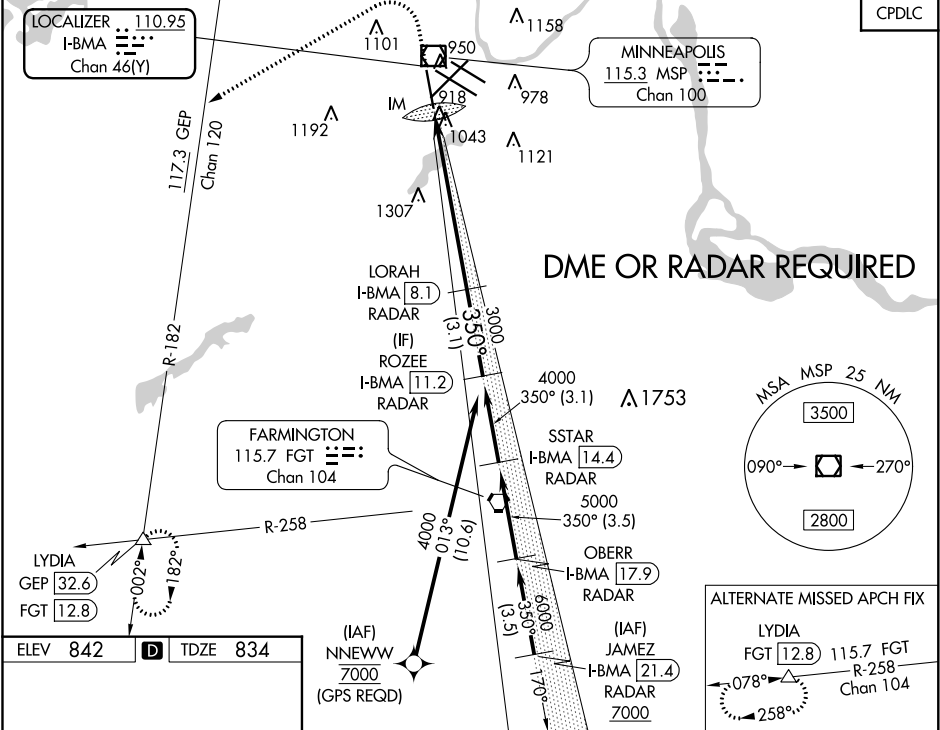 CPDLC
LOCALIZER 110.95
I-BMA
Chan 46(Y)
1101
1158
950
MINNEAPOLIS
115.3 MSP
Chan 100
978
IM
918
1192
1043
1121
117.3 GEP
Chan 120
1307
DME OR RADAR REQUIRED
LORAH
I-BMA 8.1
RADAR
350°
(3.1)
3000
R-182
(IF)
ROZEE
I-BMA 11.2
RADAR
4000
350° (3.1)
1753
MSA MSP 25 NM
3500
090°
270°
2800
FARMINGTON
115.7 FGT
Chan 104
SSTAR
I-BMA 14.4
RADAR
5000
350° (3.5)
R-258
4000
013°
(10.6)
OBERR
I-BMA 17.9
RADAR
LYDIA
GEP 32.6
FGT 12.8
002°
182°
6000
350°
(3.5)
170°
(IAF)
NNEWW
7000
(GPS REQD)
(IAF)
JAMEZ
I-BMA 21.4
RADAR
7000
ALTERNATE MISSED APCH FIX
LYDIA
FGT 12.8 115.7 FGT
R-258
Chan 104
078°
258°
ELEV 842 D TDZE 834